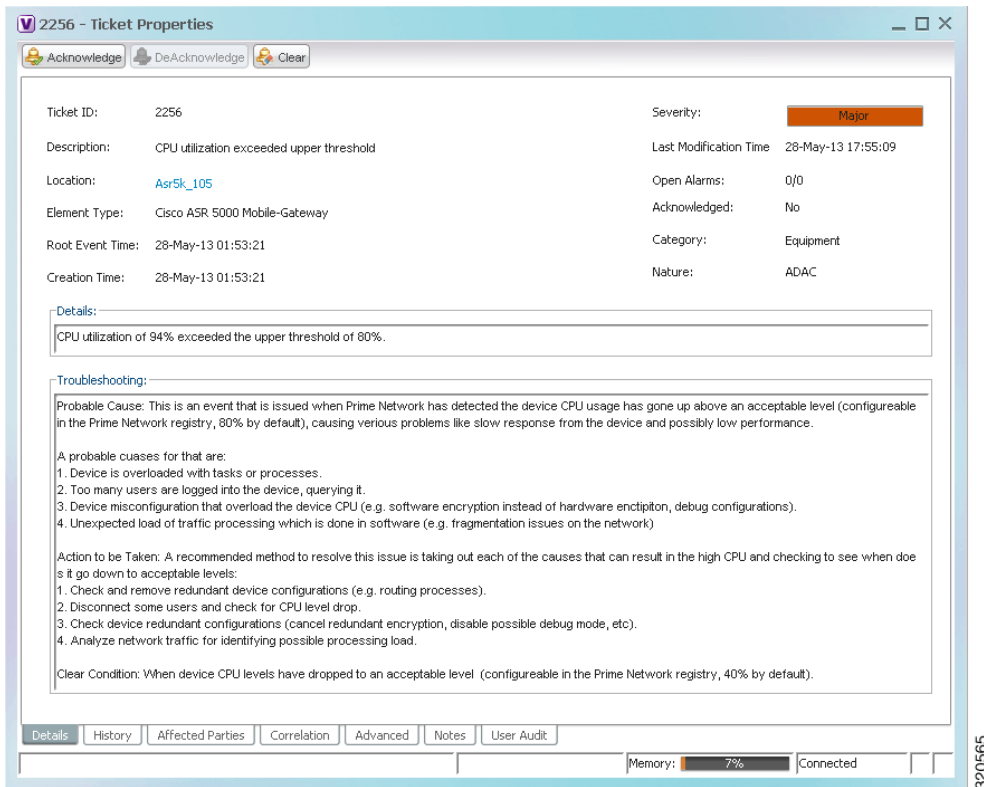 V 2256 - Ticket Properties
Acknowledge DeAcknowledge Clear
Ticket ID: 2256 Severity: Major
Description: CPU utilization exceeded upper threshold Last Modification Time 28-May-13 17:55:09
Location: Asr5k_105 Open Alarms: 0/0
Element Type: Cisco ASR 5000 Mobile-Gateway Acknowledged: No
Root Event Time: 28-May-13 01:53:21 Category: Equipment
Creation Time: 28-May-13 01:53:21 Nature: ADAC
Details:
CPU utilization of 94% exceeded the upper threshold of 80%.
Troubleshooting:
Probable Cause: This is an event that is issued when Prime Network has detected the device CPU usage has gone up above an acceptable level (configureable
in the Prime Network registry, 80% by default), causing verious problems like slow response from the device and possibly low performance.
A probable cuases for that are:
1. Device is overloaded with tasks or processes.
2. Too many users are logged into the device, querying it.
3. Device misconfiguration that overload the device CPU (e.g. software encryption instead of hardware enctipiton, debug configurations).
4. Unexpected load of traffic processing which is done in software (e.g. fragmentation issues on the network)
Action to be Taken: A recommended method to resolve this issue is taking out each of the causes that can result in the high CPU and checking to see when doe
s it go down to acceptable levels:
1. Check and remove redundant device configurations (e.g. routing processes).
2. Disconnect some users and check for CPU level drop.
3. Check device redundant configurations (cancel redundant encryption, disable possible debug mode, etc).
4. Analyze network traffic for identifying possible processing load.
Clear Condition: When device CPU levels have dropped to an acceptable level (configureable in the Prime Network registry, 40% by default).
Details History Affected Parties Correlation Advanced Notes User Audit
Memory: 7% Connected
320565